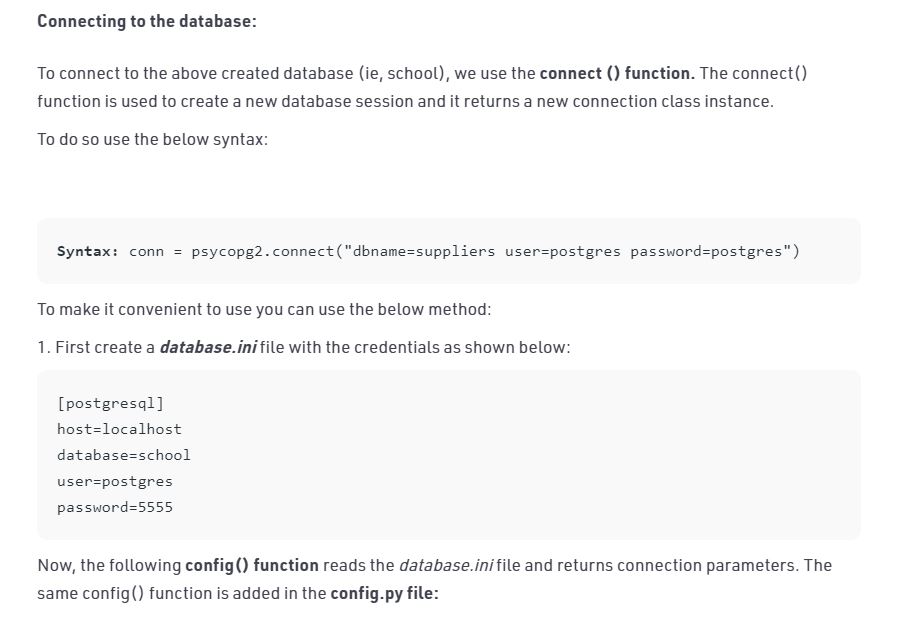 Connecting to the database:
To connect to the above created database (ie, school), we use the connect () function. The connect()
function is used to create a new database session and it returns a new connection class instance.
To do so use the below syntax:
Syntax: conn = psycopg2.connect("dbname=suppliers user=postgres password=postgres")
To make it convenient to use you can use the below method:
1. First create a database.ini file with the credentials as shown below:
[postgresql]
host=localhost
database=school
user=postgres
password=5555
Now, the following config() function reads the database.ini file and returns connection parameters. The
same config() function is added in the config.py file: